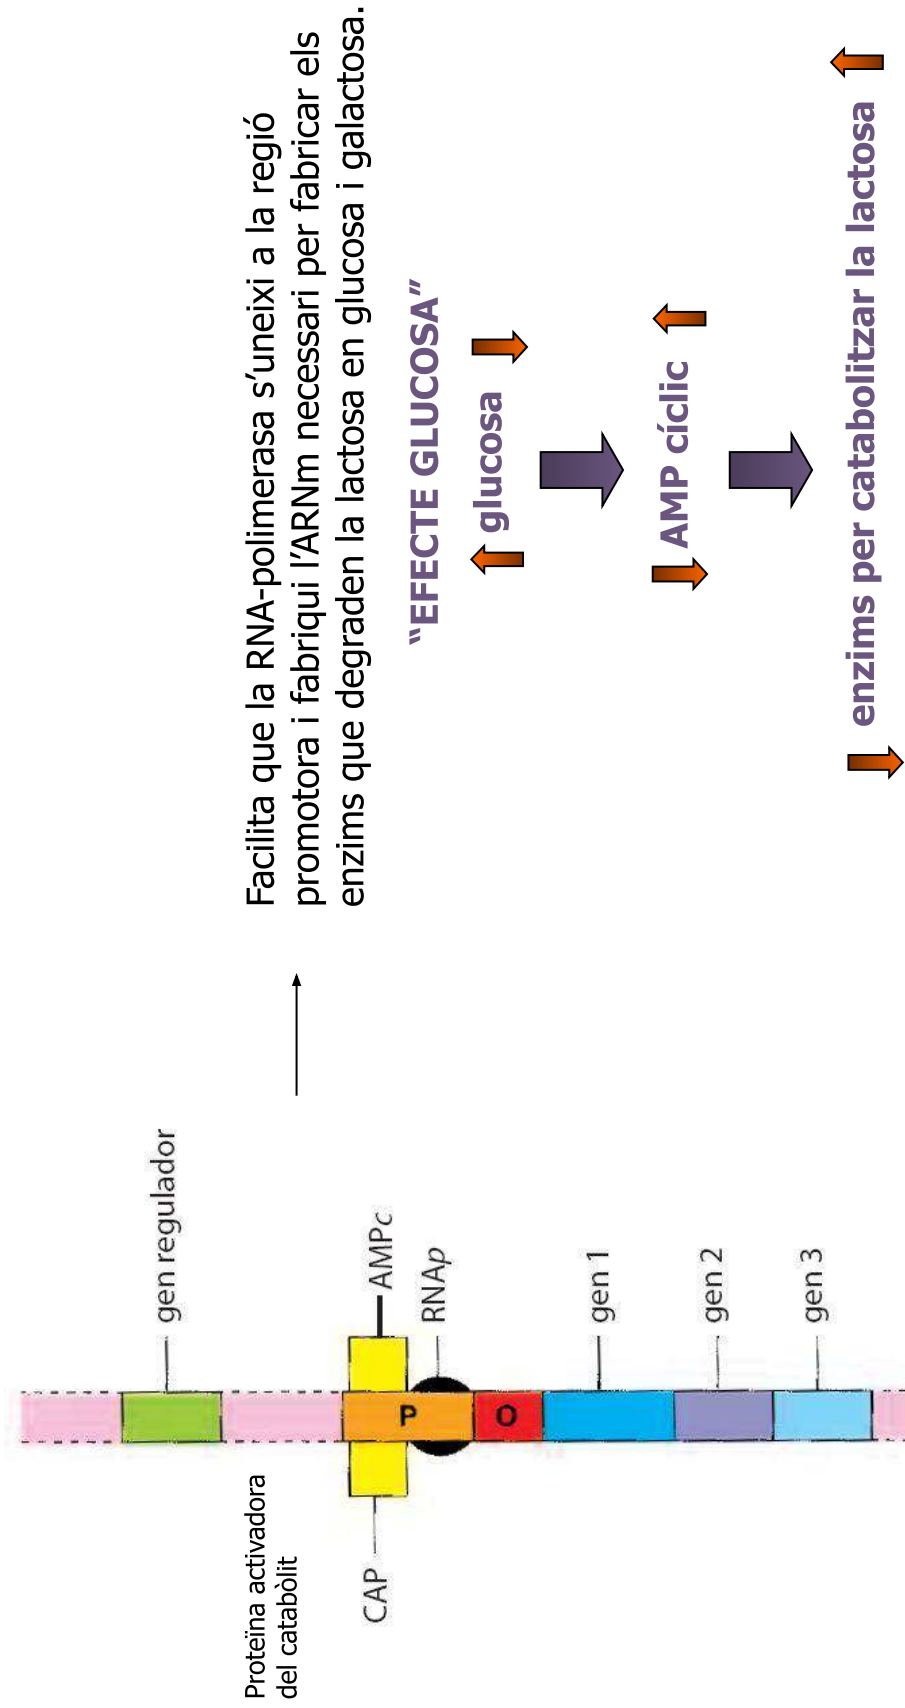 Proteïna activadora
del catabòlit
CAP
AMPc
RNAp
gen regulador
P
O
gen 1
gen 2
gen 3
Facilita que la RNA-polimerasa s’uneixi a la regió
promotora i fabriqui l’ARNm necessari per fabricar els
enzims que degraden la lactosa en glucosa i galactosa.
“EFECTE GLUCOSA”
glucosa
AMP cíclic
enzims per catabolitzar la lactosa